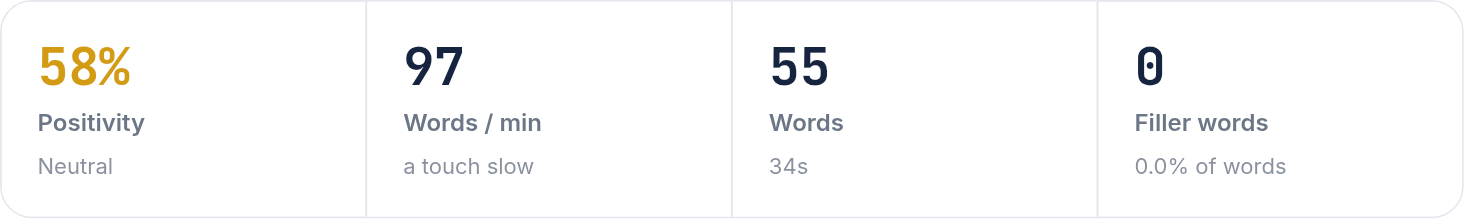 58%
Positivity
Neutral
97
Words / min
a touch slow
55
Words
34s
0
Filler words
0.0% of words